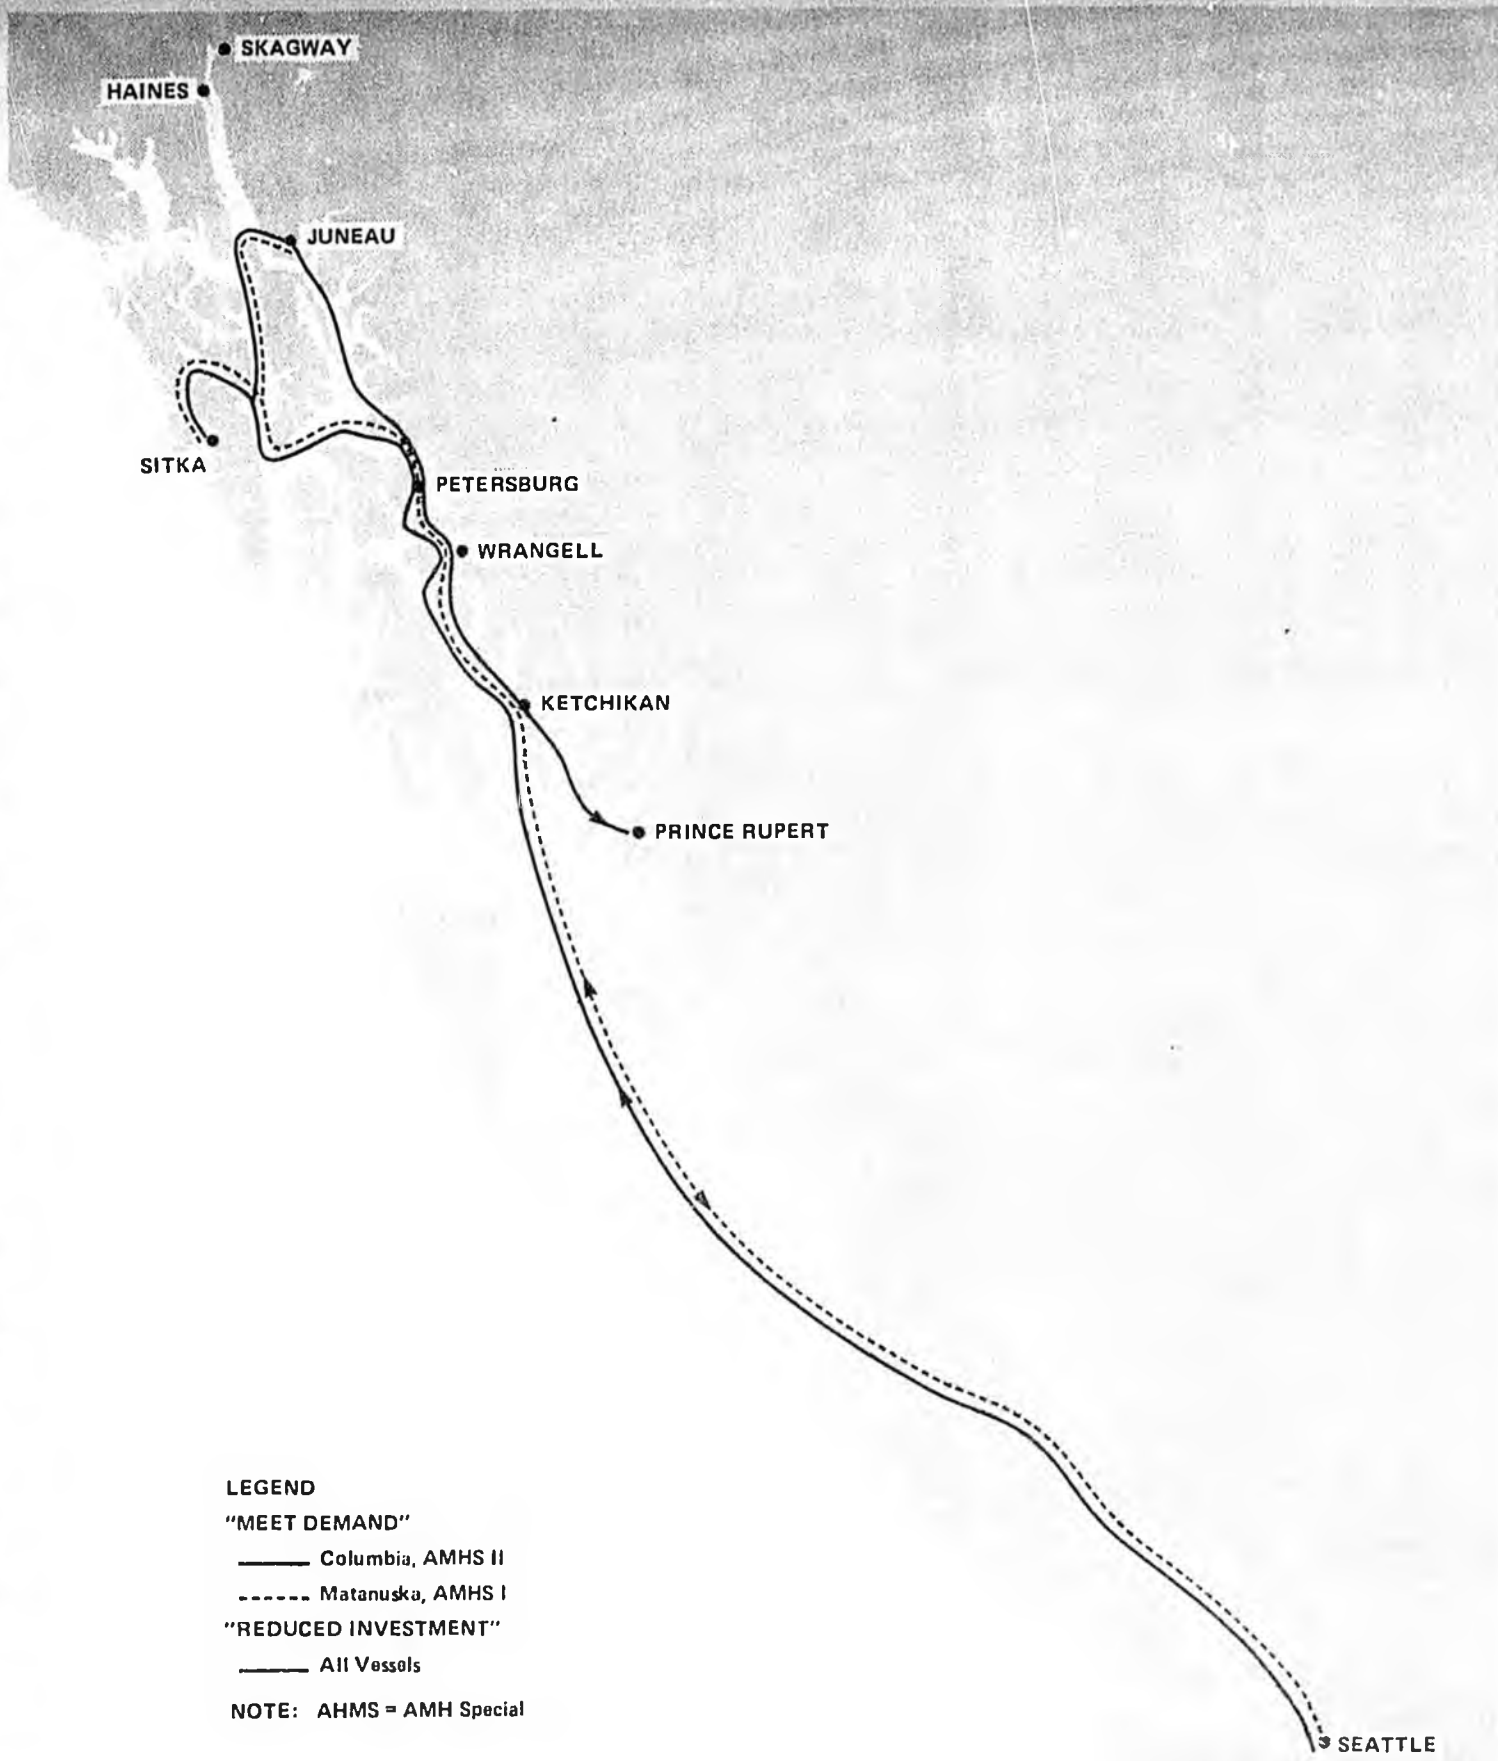 SKAGWAY
HAINES
JUNEAU
SITKA
PETERSBURG
WRANGELL
KETCHIKAN
PRINCE RUPERT
LEGEND
"MEET DEMAND"
Columbia, AMHS II
Matanuska, AMHS I
"REDUCED INVESTMENT"
All Vessels
NOTE: AHMS = AMH Special
SEATTLE